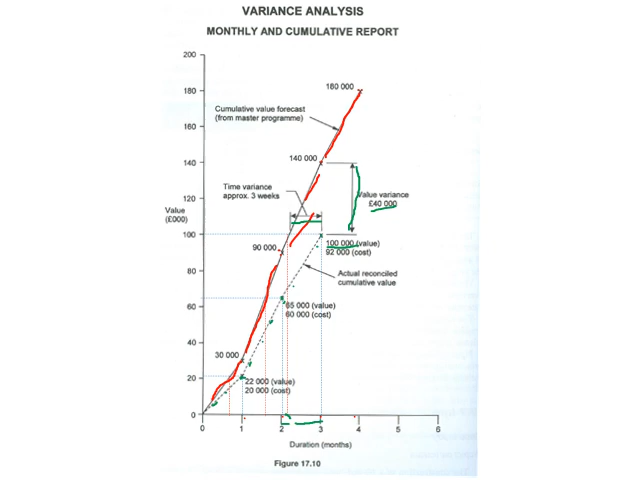 VARIANCE ANALYSIS
MONTHLY AND CUMULATIVE REPORT
200
180
160
140
120
100
80
60
40
20
0
Value
(£000)
180 000
Cumulative value forecast
(from master programme)
140 000
Time variance
approx. 3 weeks
Value variance
£40 000
90 000
100 000 (value)
92 000 (cost)
Actual reconciled
cumulative value
65 000 (value)
60 000 (cost)
30 000
22 000 (value)
20 000 (cost)
0 1 2 3 4 5 6
Duration (months)
Figure 17.10